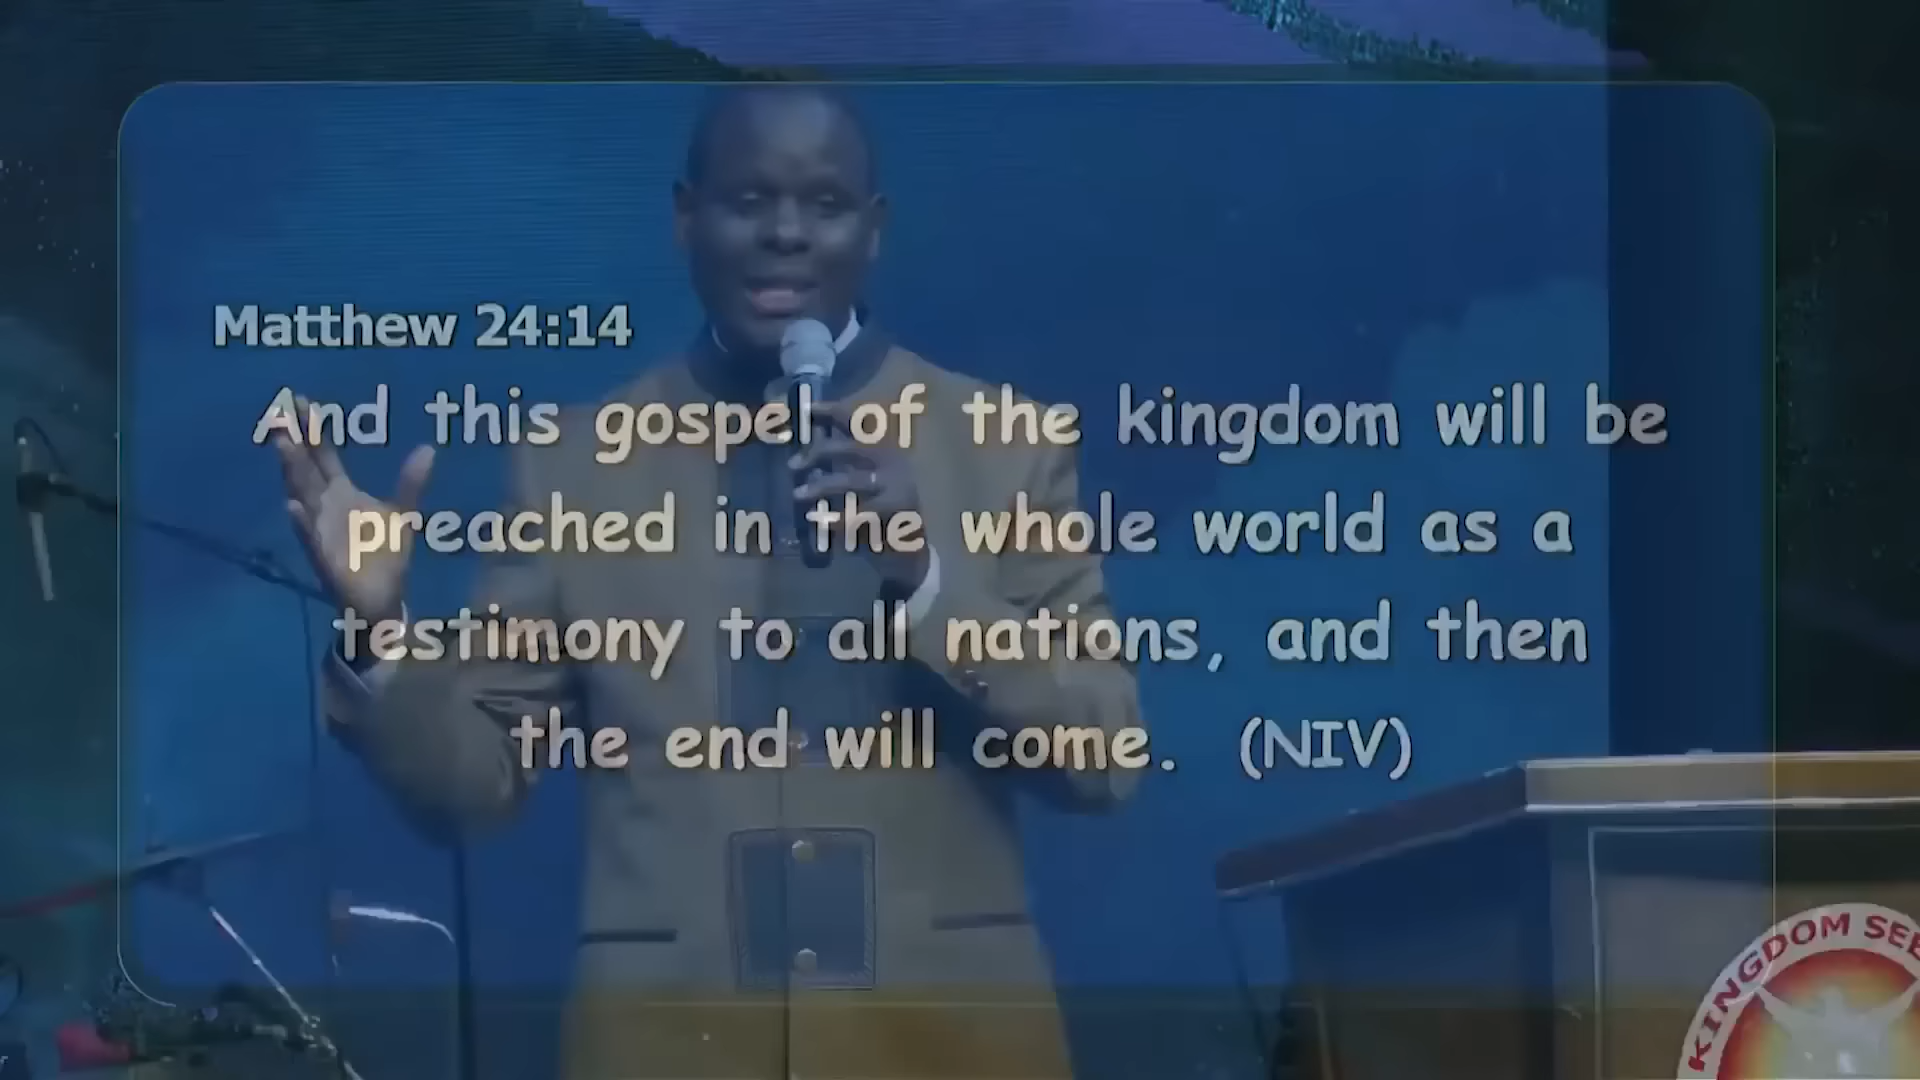 Matthew 24:14
And this gospel of the kingdom will be
preached in the whole world as a
testimony to all nations, and then
the end will come. (NIV)
KINGDOM